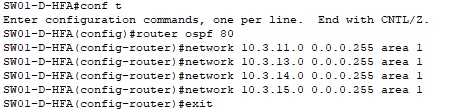 SW01-D-HFA#conf t
Enter configuration commands, one per line.  End with CNTL/Z.
SW01-D-HFA(config)#router ospf 80
SW01-D-HFA(config-router)#network 10.3.11.0 0.0.0.255 area 1
SW01-D-HFA(config-router)#network 10.3.13.0 0.0.0.255 area 1
SW01-D-HFA(config-router)#network 10.3.14.0 0.0.0.255 area 1
SW01-D-HFA(config-router)#network 10.3.15.0 0.0.0.255 area 1
SW01-D-HFA(config-router)#exit